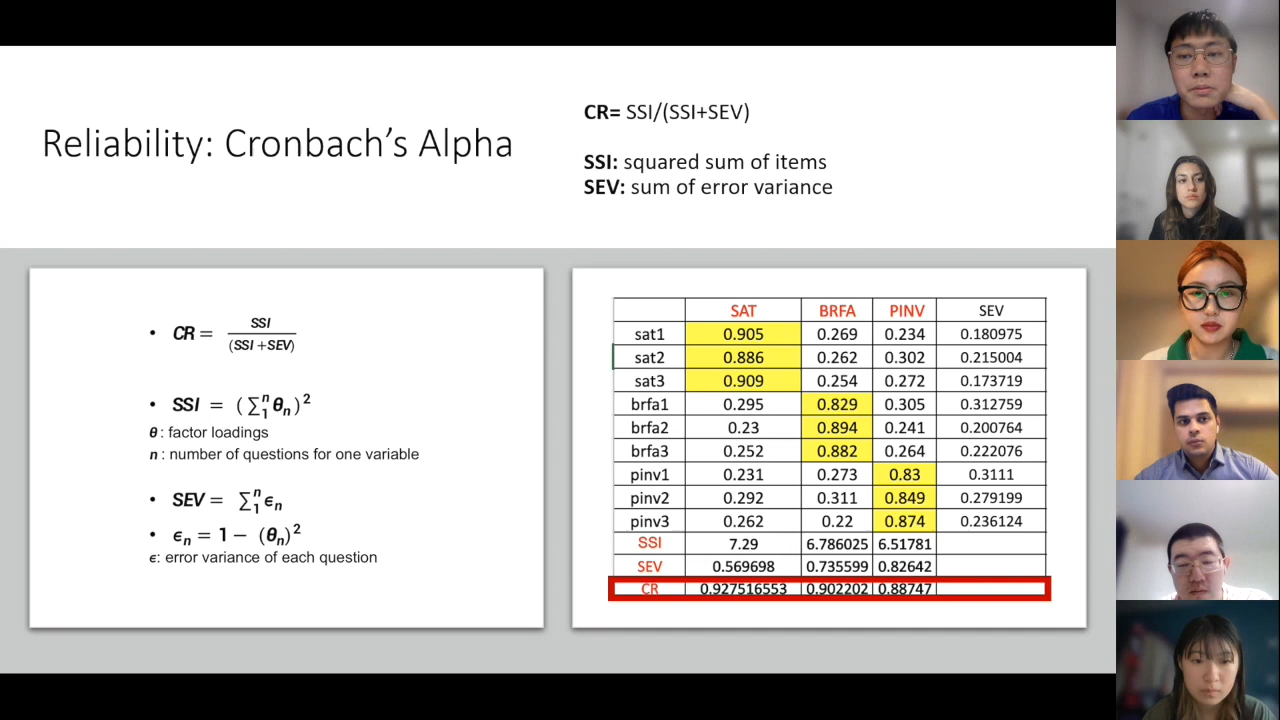 Reliability: Cronbach's Alpha
CR= SSI/(SSI+SEV)
SSI: squared sum of items
SEV: sum of error variance
• CR = SSI / (SSI +SEV)
• SSI = (∑₁ⁿ θₙ)²
θ : factor loadings
n : number of questions for one variable
• SEV = ∑₁ⁿ ϵₙ
• ϵₙ = 1 − (θₙ)²
ϵ: error variance of each question
SAT BRFA PINV SEV
sat1 0.905 0.269 0.234 0.180975
sat2 0.886 0.262 0.302 0.215004
sat3 0.909 0.254 0.272 0.173719
brfa1 0.295 0.829 0.305 0.312759
brfa2 0.23 0.894 0.241 0.200764
brfa3 0.252 0.882 0.264 0.222076
pinv1 0.231 0.273 0.83 0.3111
pinv2 0.292 0.311 0.849 0.279199
pinv3 0.262 0.22 0.874 0.236124
SSI 7.29 6.786025 6.51781
SEV 0.569698 0.735599 0.82642
CR 0.927516553 0.902202 0.88747